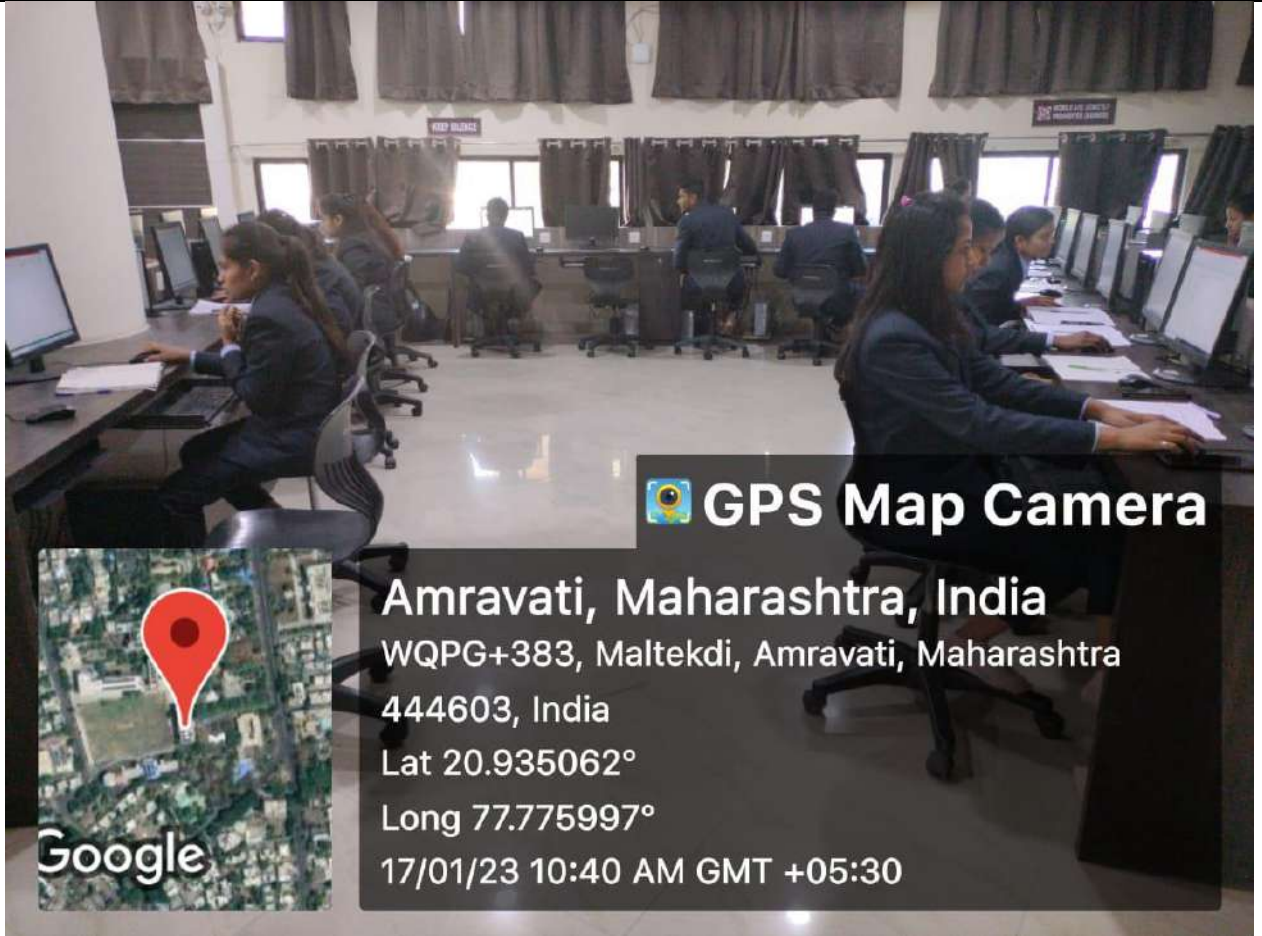 KEEP SILENCE
GPS Map Camera
Amravati, Maharashtra, India
WQPG+383, Maltekdi, Amravati, Maharashtra
444603, India
Lat 20.935062°
Long 77.775997°
17/01/23 10:40 AM GMT +05:30
Google